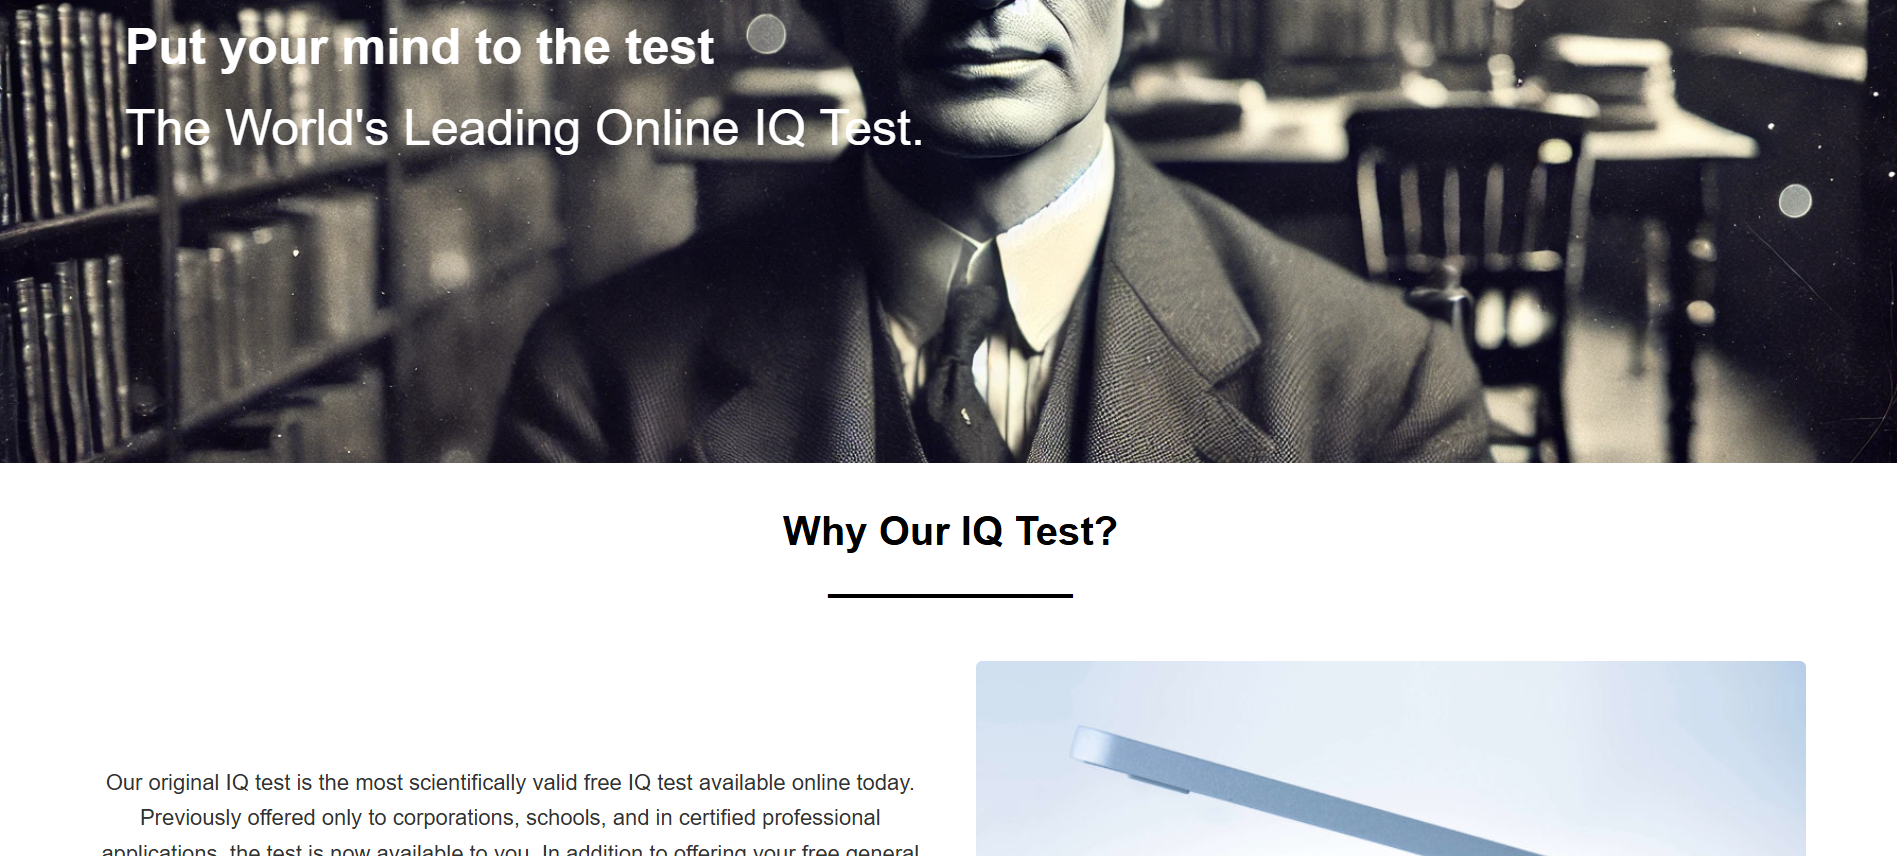 Put your mind to the test
The World's Leading Online IQ Test.
Why Our IQ Test?
Our original IQ test is the most scientifically valid free IQ test available online today.
Previously offered only to corporations, schools, and in certified professional
applications, the test is now available to you. In addition to offering your free general